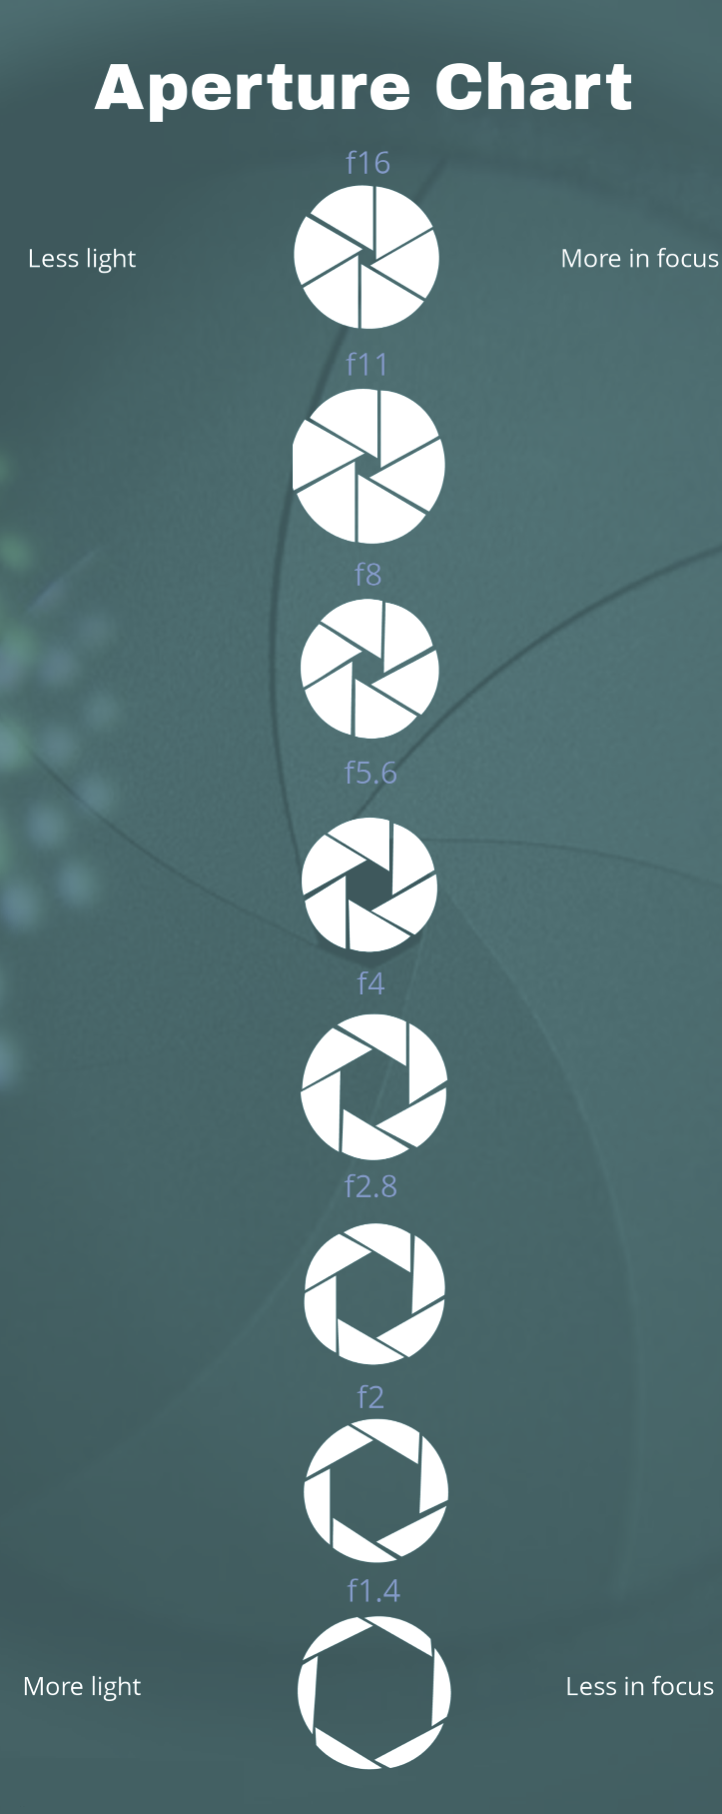 Aperture Chart
f16
Less light
More in focus
f11
f8
f5.6
f4
f2.8
f2
f1.4
More light
Less in focus